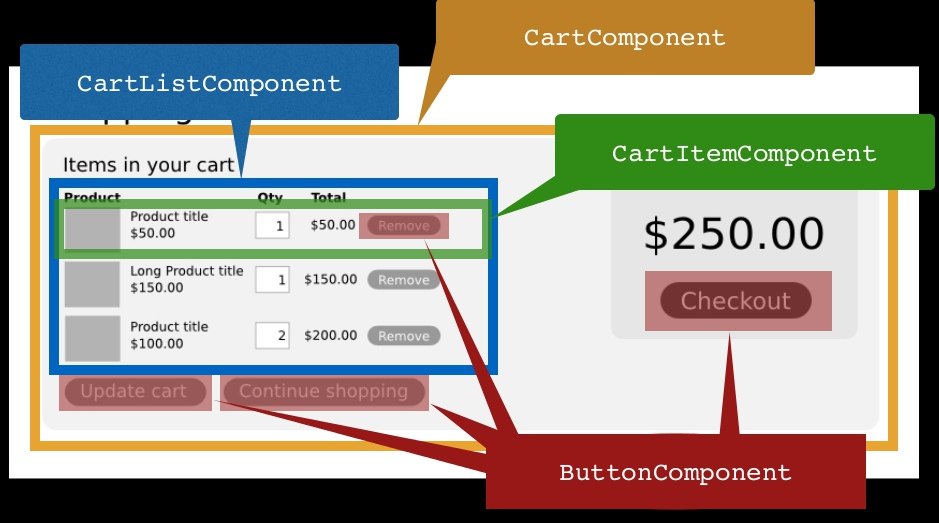 CartComponent
CartListComponent
CartItemComponent
Items in your cart
Product Qty Total
Product title
$50.00
1
$50.00
Remove
$250.00
Long Product title
$150.00
1
$150.00
Remove
Checkout
Product title
$100.00
2
$200.00
Remove
Update cart
Continue shopping
ButtonComponent